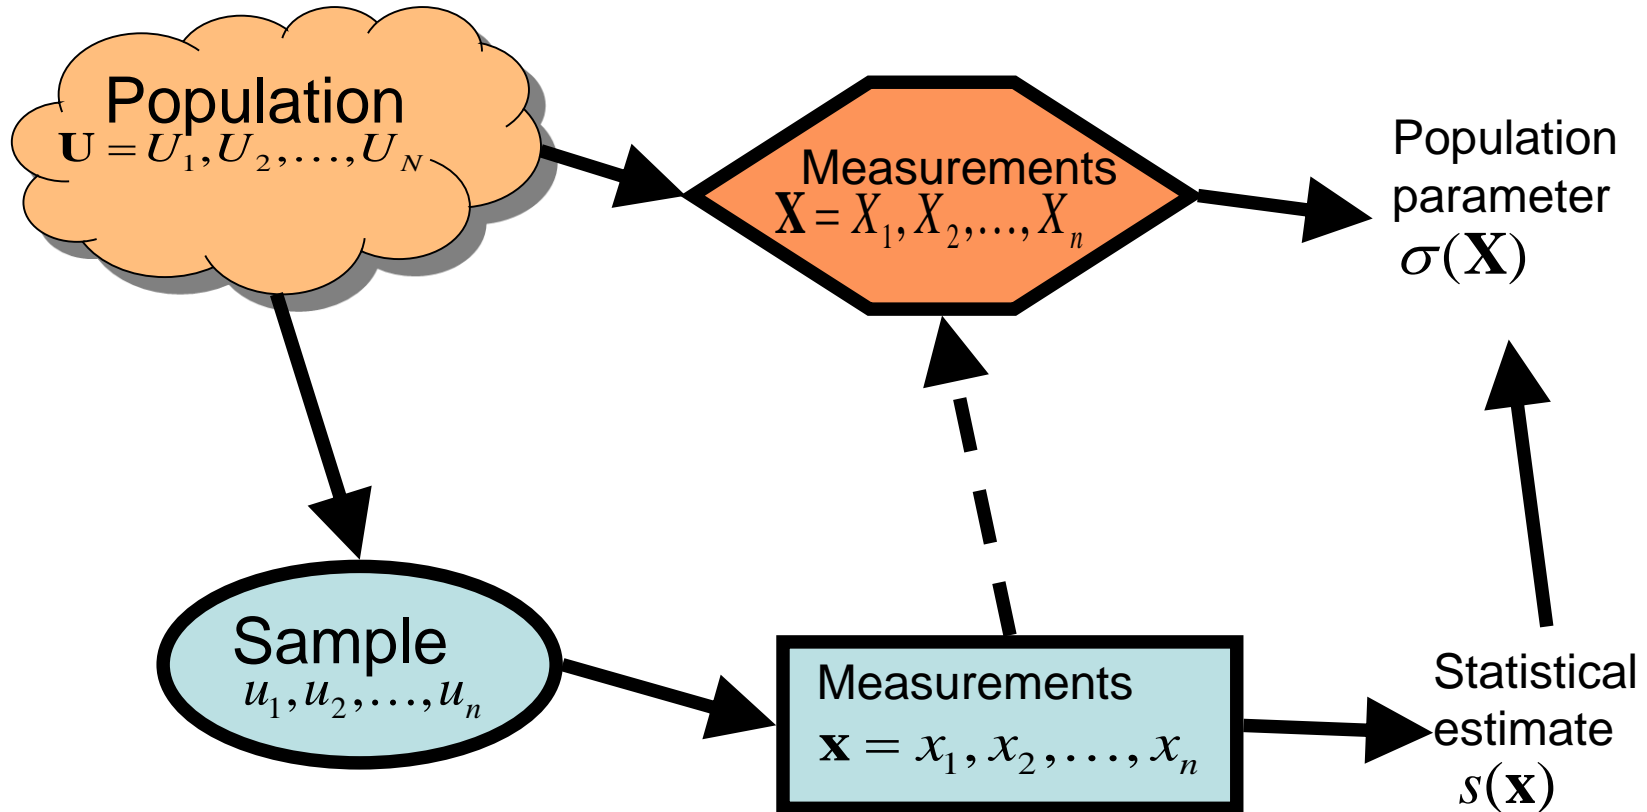 Population
𝐔 = U₁, U₂, …, U_N
Measurements
𝐗 = X₁, X₂, …, Xₙ
Population
parameter
σ(𝐗)
Sample
u₁, u₂, …, uₙ
Measurements
𝐱 = x₁, x₂, …, xₙ
Statistical
estimate
s(𝐱)